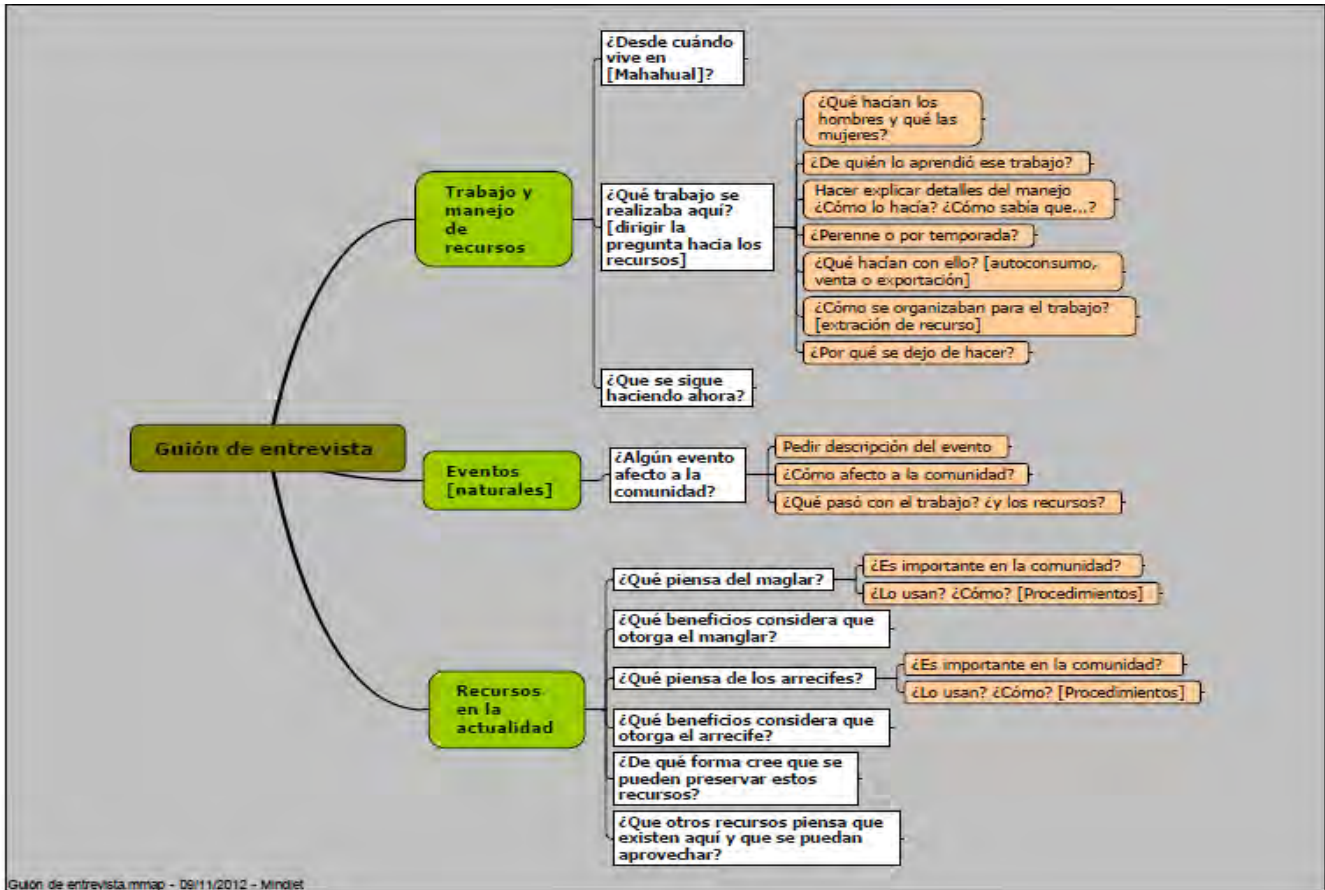 Guión de entrevista
Trabajo y
manejo
de
recursos
¿Desde cuándo
vive en
[Mahahual]?
¿Qué trabajo se
realizaba aquí?
[dirigir la
pregunta hacia los
recursos]
¿Qué hacían los
hombres y qué las
mujeres?
¿De quién lo aprendió ese trabajo?
Hacer explicar detalles del manejo
¿Cómo lo hacía? ¿Cómo sabía que...?
¿Perenne o por temporada?
¿Qué hacían con ello? [autoconsumo,
venta o exportación]
¿Cómo se organizaban para el trabajo?
[extración de recurso]
¿Por qué se dejo de hacer?
¿Que se sigue
haciendo ahora?
Eventos
[naturales]
¿Algún evento
afecto a la
comunidad?
Pedir descripción del evento
¿Cómo afecto a la comunidad?
¿Qué pasó con el trabajo? ¿y los recursos?
Recursos
en la
actualidad
¿Qué piensa del maglar?
¿Es importante en la comunidad?
¿Lo usan? ¿Cómo? [Procedimientos]
¿Qué beneficios considera que
otorga el manglar?
¿Qué piensa de los arrecifes?
¿Es importante en la comunidad?
¿Lo usan? ¿Cómo? [Procedimientos]
¿Qué beneficios considera que
otorga el arrecife?
¿De qué forma cree que se
pueden preservar estos
recursos?
¿Que otros recursos piensa que
existen aquí y que se puedan
aprovechar?
Guión de entrevista.mmap - 09/11/2012 - Mindjet